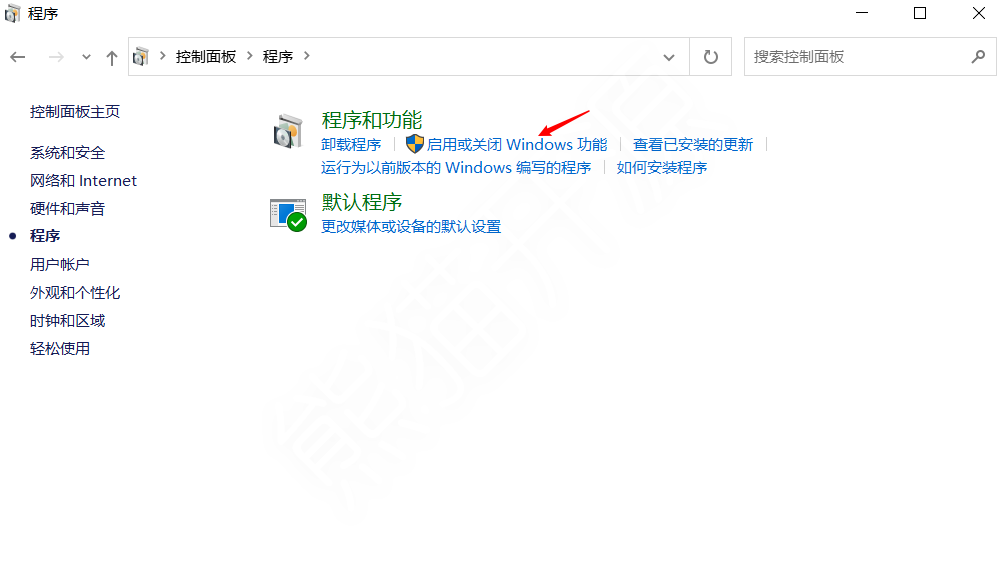 程序
控制面板 程序
搜索控制面板
控制面板主页
系统和安全
网络和 Internet
硬件和声音
程序
用户帐户
外观和个性化
时钟和区域
轻松使用
程序和功能
卸载程序 启用或关闭 Windows 功能 查看已安装的更新
运行为以前版本的 Windows 编写的程序 如何安装程序
默认程序
更改媒体或设备的默认设置
熊猫开源